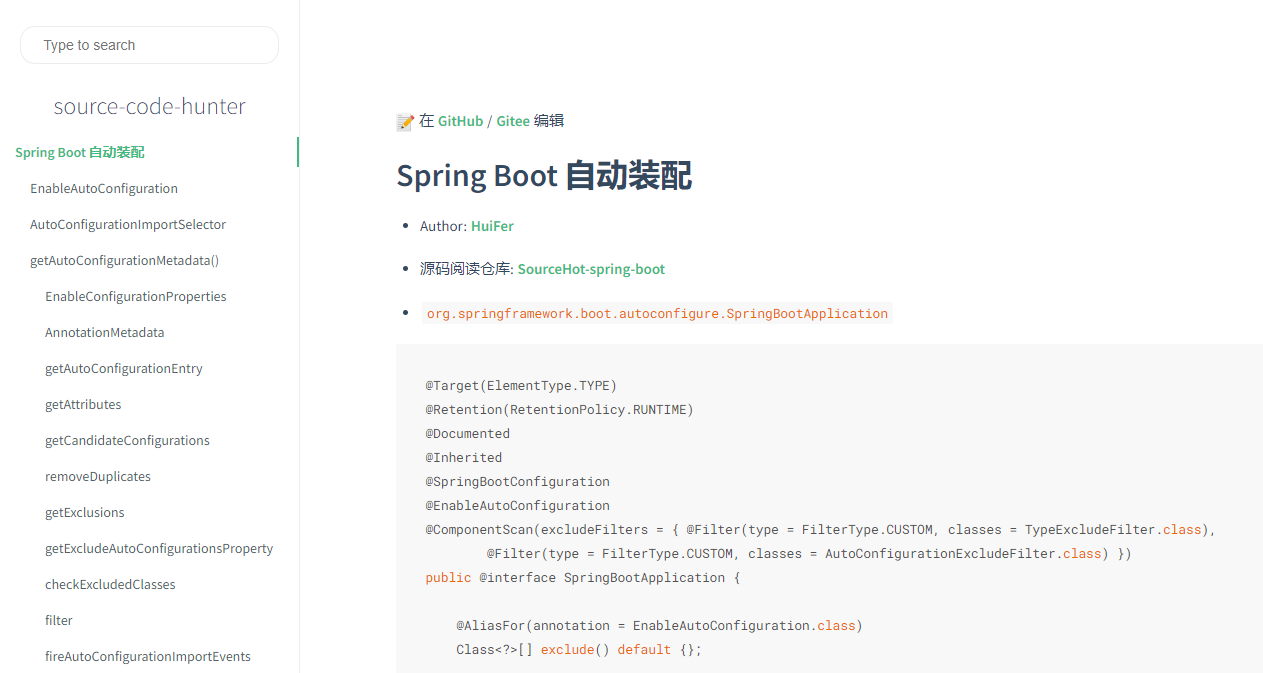 Type to search
source-code-hunter
Spring Boot 自动装配
EnableAutoConfiguration
AutoConfigurationImportSelector
getAutoConfigurationMetadata()
EnableConfigurationProperties
AnnotationMetadata
getAutoConfigurationEntry
getAttributes
getCandidateConfigurations
removeDuplicates
getExclusions
getExcludeAutoConfigurationsProperty
checkExcludedClasses
filter
fireAutoConfigurationImportEvents
在 GitHub / Gitee 编辑
Spring Boot 自动装配
Author: HuiFer
源码阅读仓库: SourceHot-spring-boot
org.springframework.boot.autoconfigure.SpringBootApplication
@Target(ElementType.TYPE)
@Retention(RetentionPolicy.RUNTIME)
@Documented
@Inherited
@SpringBootConfiguration
@EnableAutoConfiguration
@ComponentScan(excludeFilters = { @Filter(type = FilterType.CUSTOM, classes = TypeExcludeFilter.class),
@Filter(type = FilterType.CUSTOM, classes = AutoConfigurationExcludeFilter.class) })
public @interface SpringBootApplication {
@AliasFor(annotation = EnableAutoConfiguration.class)
Class<?>[] exclude() default {};